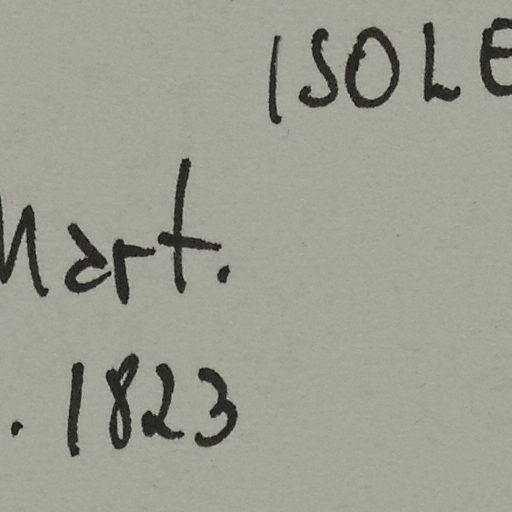 ISOLE
Mart.
. 1823